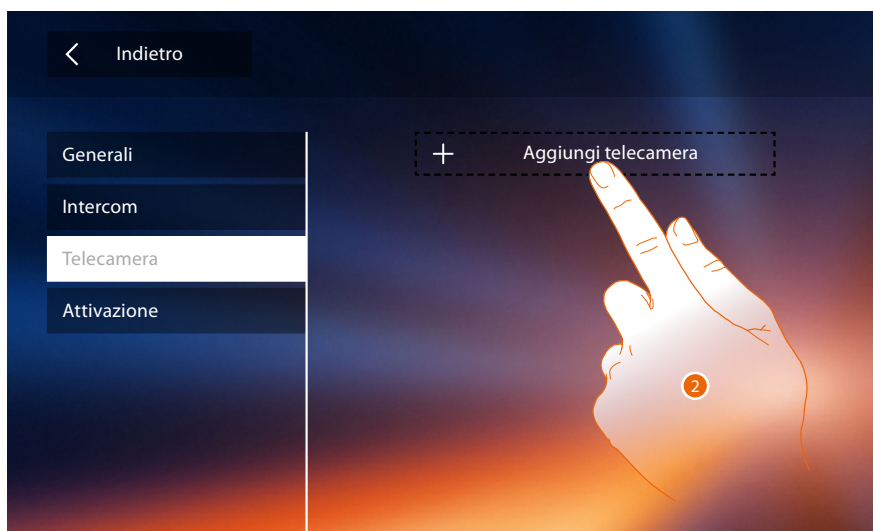 Indietro
Generali
Intercom
Telecamera
Attivazione
+ Aggiungi telecamera
2